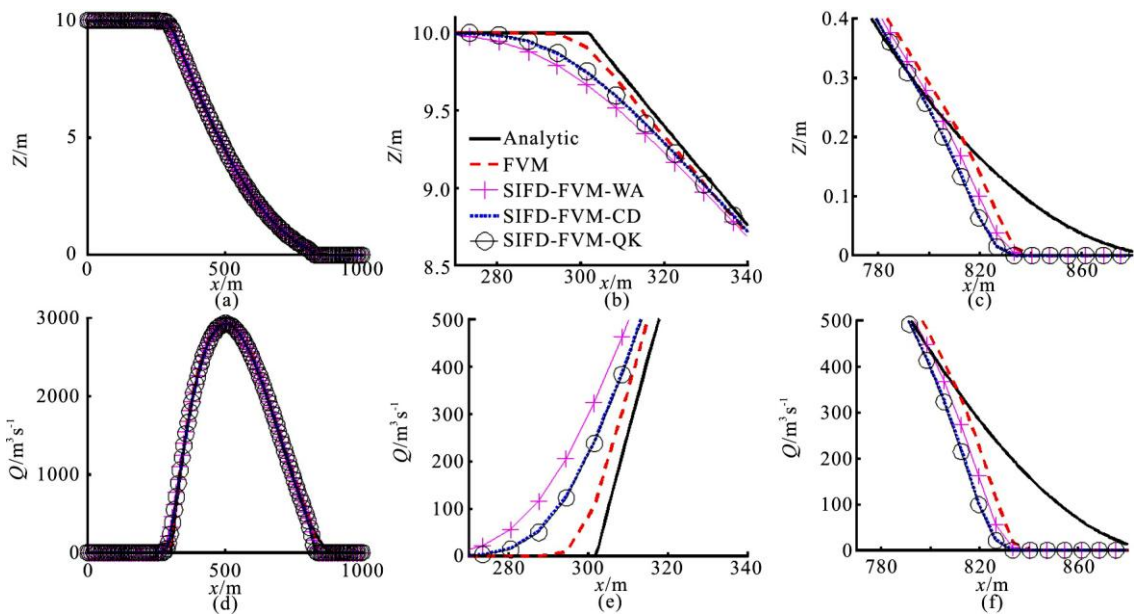 10
5
0
Z/m
0
500
1000
x/m
(a)
10.0
9.5
9.0
8.5
Z/m
Analytic
FVM
SIFD-FVM-WA
SIFD-FVM-CD
SIFD-FVM-QK
280
300
320
340
x/m
(b)
0.4
0.3
0.2
0.1
0
Z/m
780
820
860
x/m
(c)
3000
2000
1000
0
Q/m³s⁻¹
0
500
1000
x/m
(d)
500
400
300
200
100
0
Q/m³s⁻¹
280
300
320
340
x/m
(e)
500
400
300
200
100
0
Q/m³s⁻¹
780
820
860
x/m
(f)